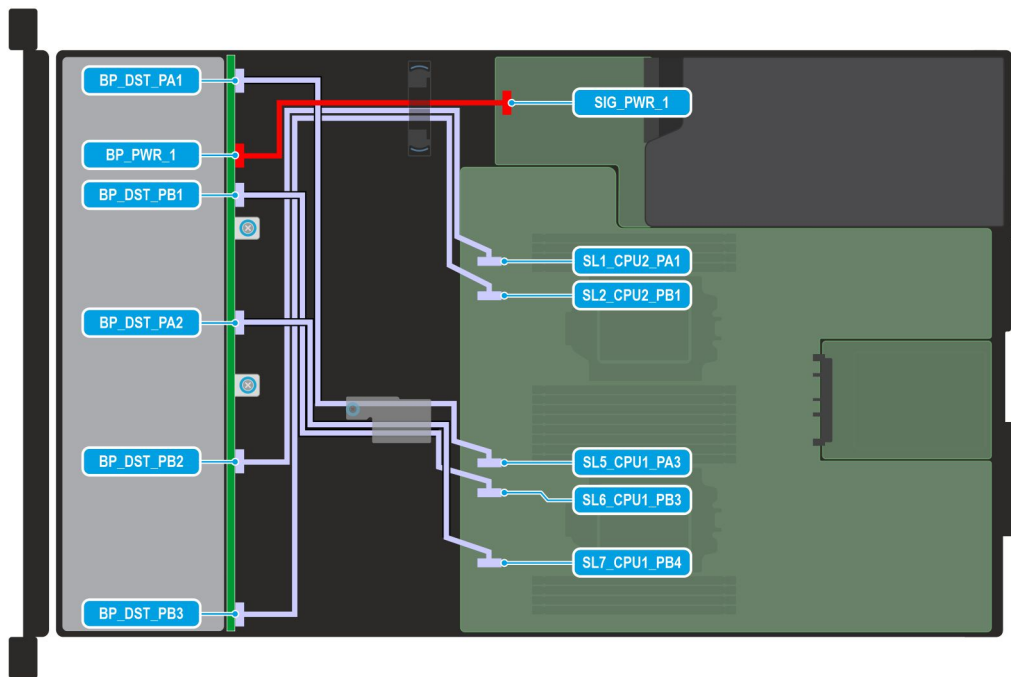 BP_DST_PA1
SIG_PWR_1
BP_PWR_1
BP_DST_PB1
SL1_CPU2_PA1
SL2_CPU2_PB1
BP_DST_PA2
BP_DST_PB2
SL5_CPU1_PA3
SL6_CPU1_PB3
SL7_CPU1_PB4
BP_DST_PB3